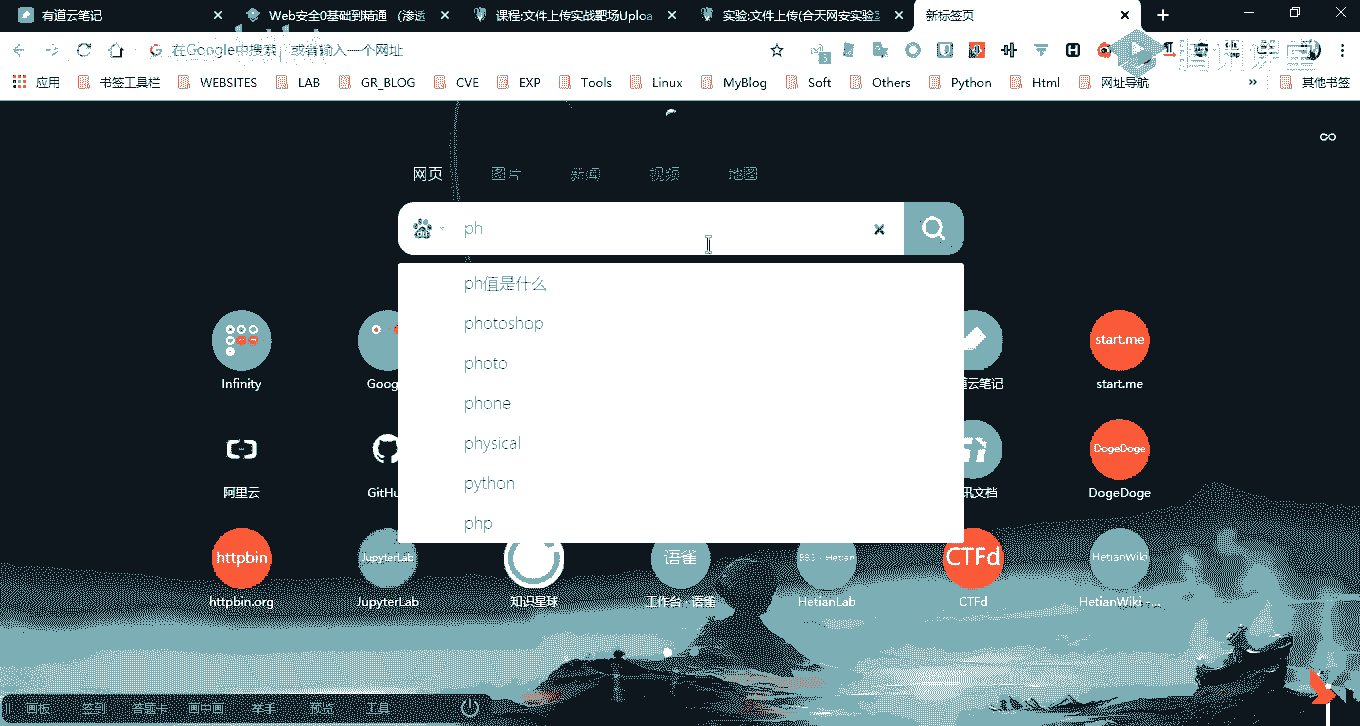 有道云笔记
Web安全0基础到精通 (渗透
课程:文件上传实战靶场Uploa
实验:文件上传(合天网安实验室
新标签页
在Google中搜索，或者输入一个网址
腾讯课堂
应用 书签工具栏 WEBSITES LAB GR_BLOG CVE EXP Tools Linux MyBlog Soft Others Python Html 网址导航 » 其他书签
网页 图片 新闻 视频 地图
ph
ph值是什么
photoshop
photo
phone
physical
python
php
start.me
Infinity Goog 道云笔记 start.me
DogeDoge
阿里云 GitHu 讯文档 DogeDoge
httpbin JupyterLab 语雀 CTFd HetianWiki
httpbin.org JupyterLab 知识星球 工作台 · 语雀 HetianLab CTFd HetianWiki - ...
画板 签到 答题卡 画中画 举手 预览 工具